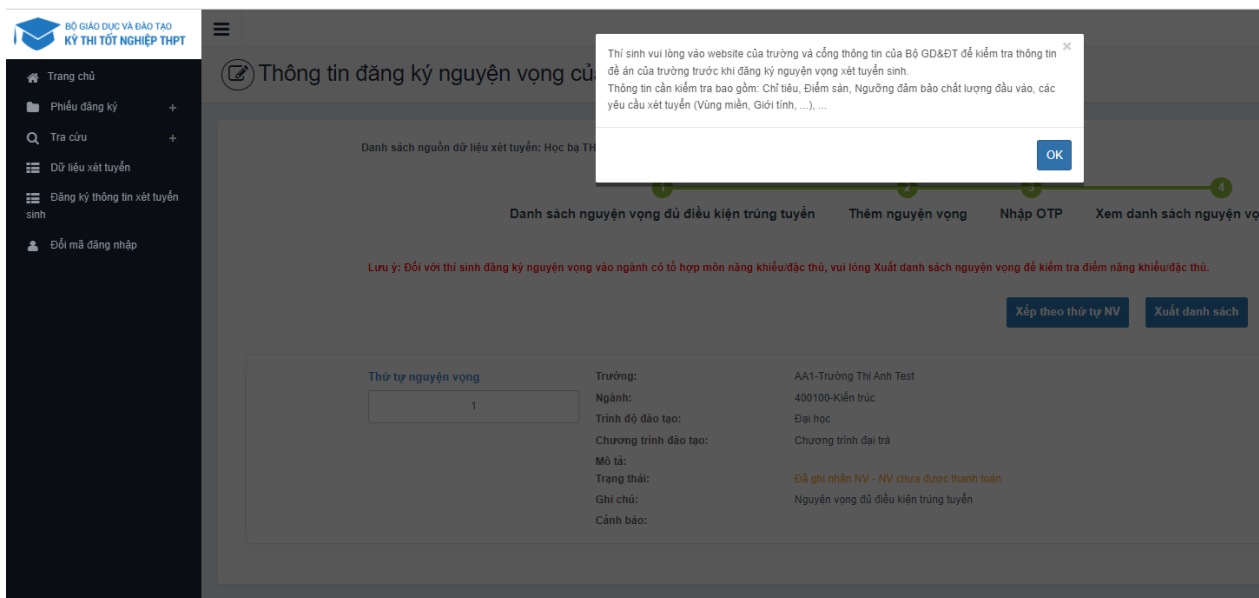 BỘ GIÁO DỤC VÀ ĐÀO TẠO
KỲ THI TỐT NGHIỆP THPT
Trang chủ
Phiếu đăng ký +
Tra cứu +
Dữ liệu xét tuyển
Đăng ký thông tin xét tuyển
sinh
Đổi mã đăng nhập
Thông tin đăng ký nguyện vọng
×
Thí sinh vui lòng vào website của trường và cổng thông tin của Bộ GD&ĐT để kiểm tra thông tin
đề án của trường trước khi đăng ký nguyện vọng xét tuyển sinh.
Thông tin cần kiểm tra bao gồm: Chỉ tiêu, Điểm sàn, Ngưỡng đảm bảo chất lượng đầu vào, các
yêu cầu xét tuyển (Vùng miền, Giới tính, ...), ...
OK
Danh sách nguồn dữ liệu xét tuyển: Học bạ TH
1 2 3 4
Danh sách nguyện vọng đủ điều kiện trúng tuyển Thêm nguyện vọng Nhập OTP Xem danh sách nguyện vọ
Lưu ý: Đối với thí sinh đăng ký nguyện vọng vào ngành có tổ hợp môn năng khiếu/đặc thù, vui lòng Xuất danh sách nguyện vọng để kiểm tra điểm năng khiếu/đặc thù.
Xếp theo thứ tự NV Xuất danh sách
Thứ tự nguyện vọng
1
Trường: AA1-Trường Thị Anh Test
Ngành: 400100-Kiến trúc
Trình độ đào tạo: Đại học
Chương trình đào tạo: Chương trình đại trà
Mô tả:
Trạng thái: Đã ghi nhận NV - NV chưa được thanh toán
Ghi chú: Nguyện vọng đủ điều kiện trúng tuyển
Cảnh báo: